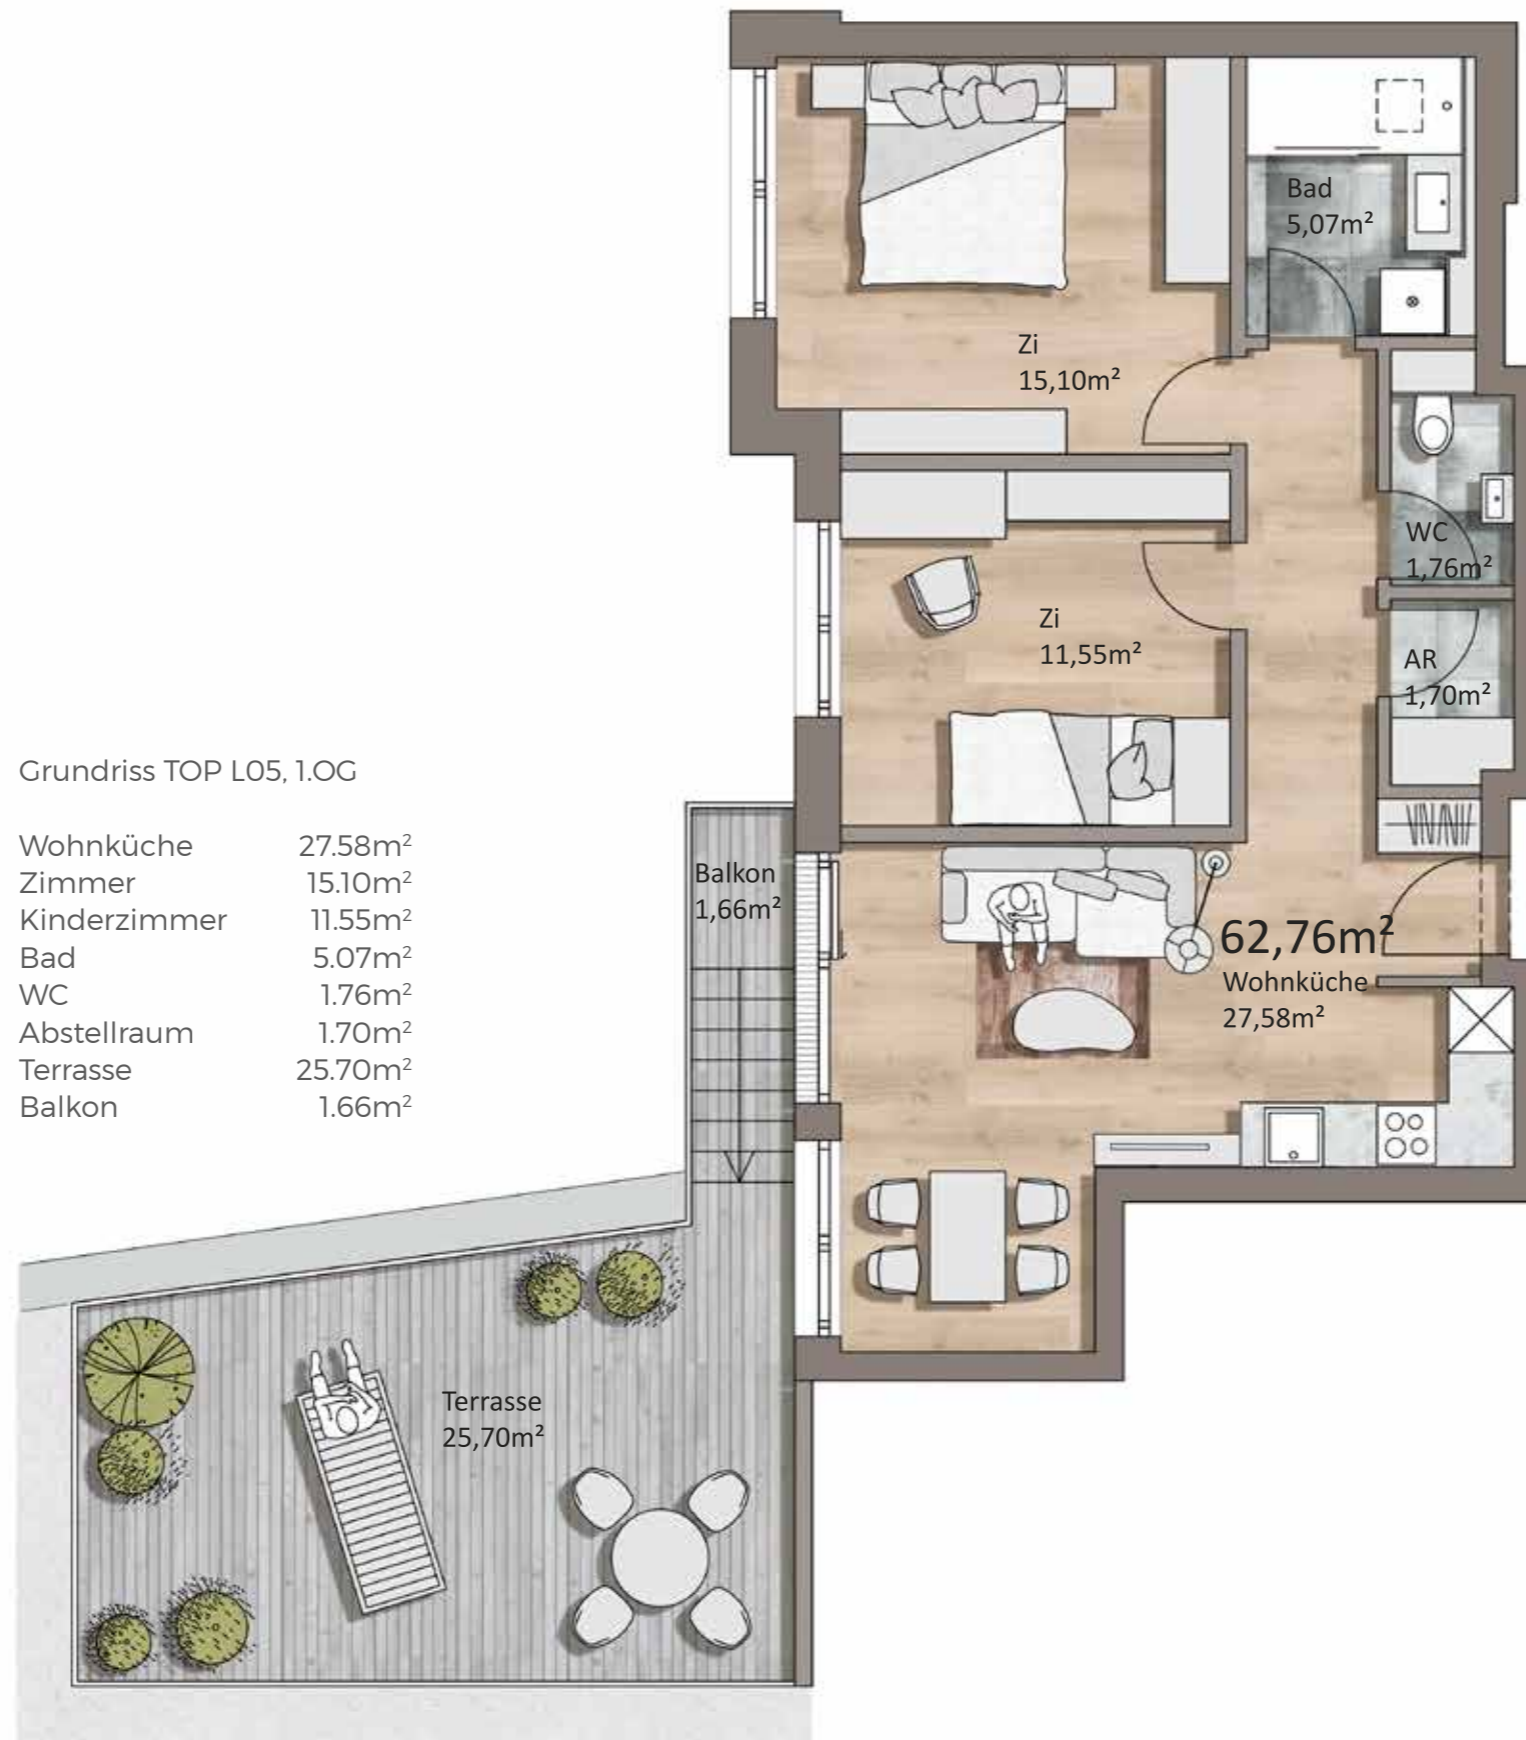 Bad
5,07m²
Zi
15,10m²
WC
1,76m²
Zi
11,55m²
AR
1,70m²
Grundriss TOP L05, 1.OG
Wohnküche 27.58m²
Zimmer 15.10m²
Kinderzimmer 11.55m²
Bad 5.07m²
WC 1.76m²
Abstellraum 1.70m²
Terrasse 25.70m²
Balkon 1.66m²
Balkon
1,66m²
62,76m²
Wohnküche
27,58m²
Terrasse
25,70m²